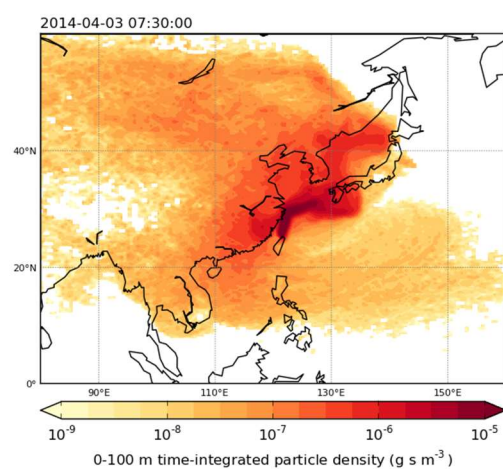 2014-04-03 07:30:00
40°N
20°N
0°
90°E 110°E 130°E 150°E
10⁻⁹ 10⁻⁸ 10⁻⁷ 10⁻⁶ 10⁻⁵
0-100 m time-integrated particle density (g s m⁻³)